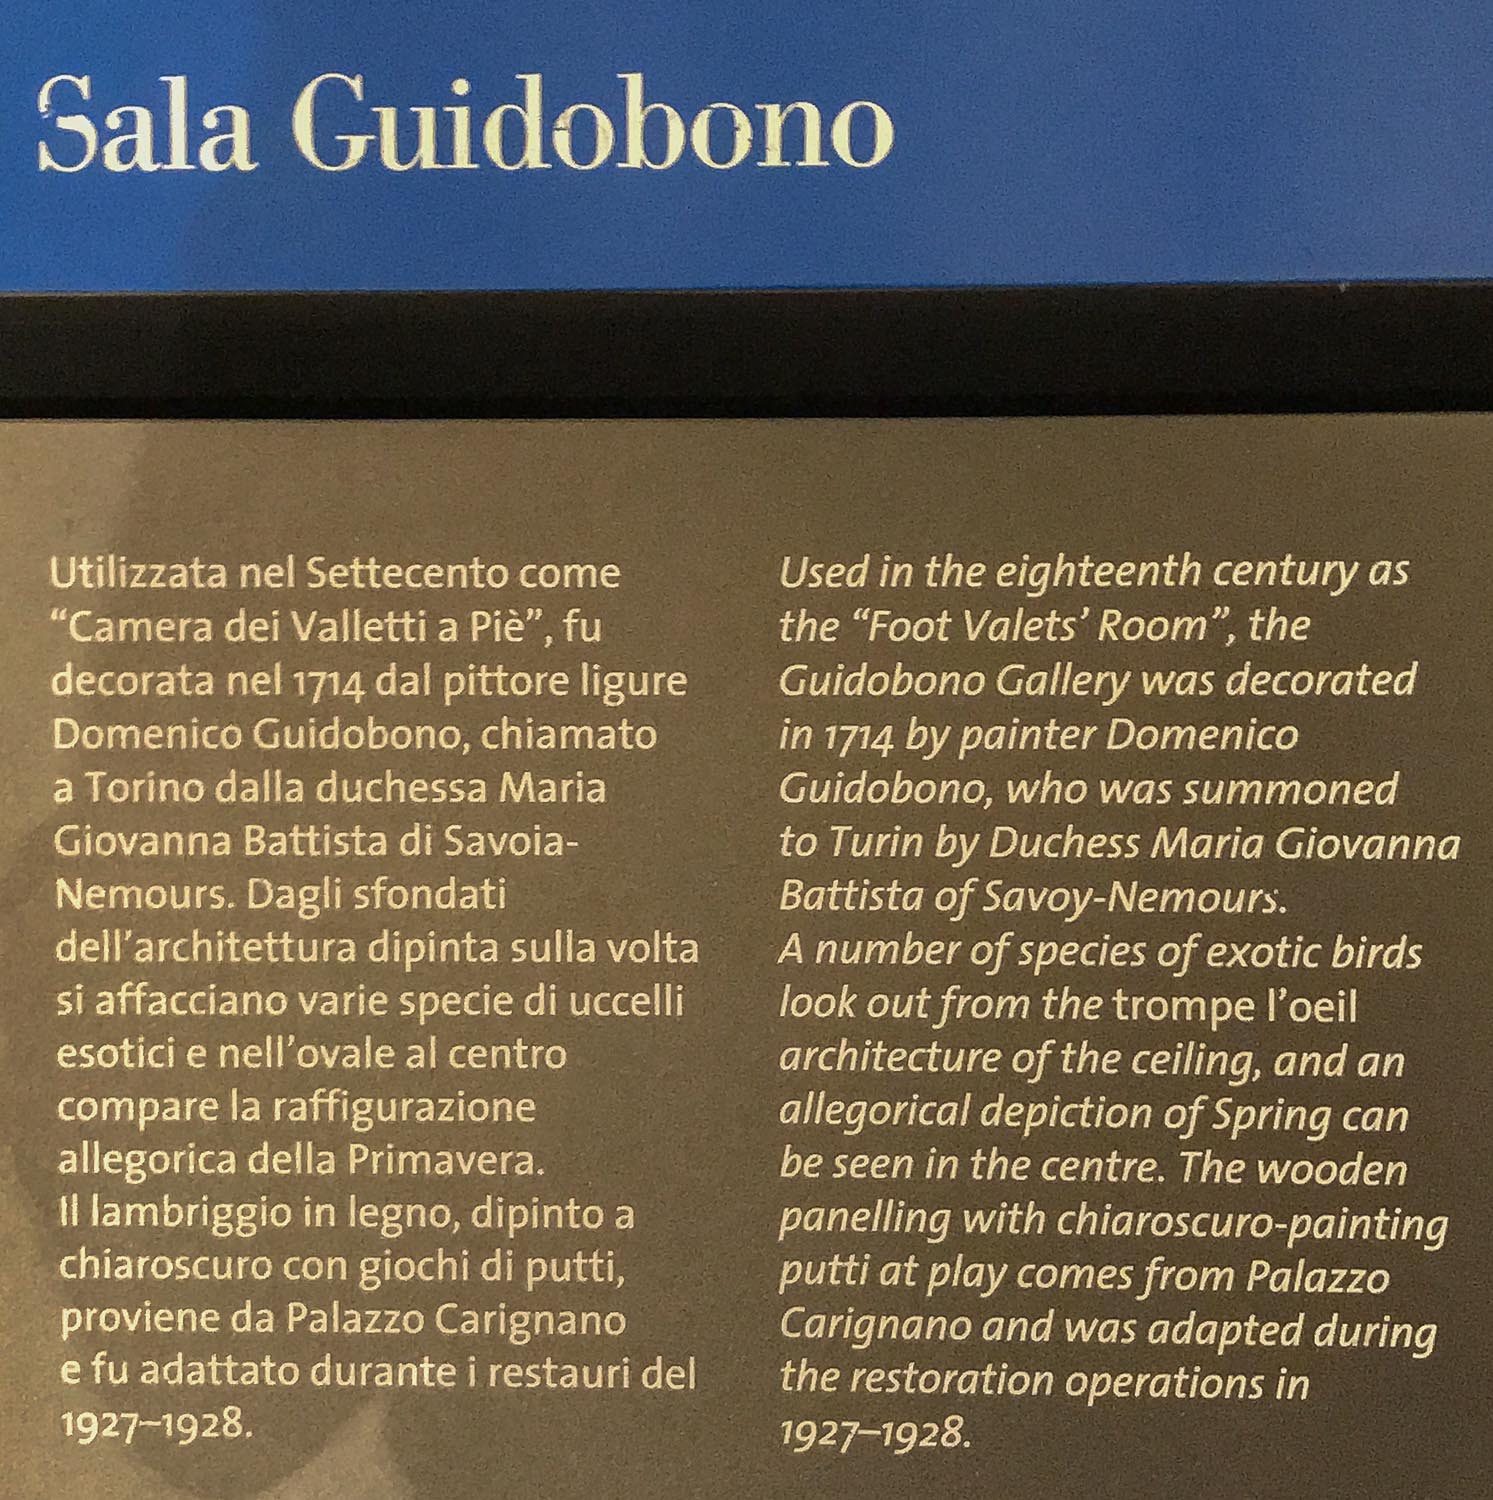 Sala Guidobono
Utilizzata nel Settecento come
“Camera dei Valletti a Piè”, fu
decorata nel 1714 dal pittore ligure
Domenico Guidobono, chiamato
a Torino dalla duchessa Maria
Giovanna Battista di Savoia-
Nemours. Dagli sfondati
dell’architettura dipinta sulla volta
si affacciano varie specie di uccelli
esotici e nell’ovale al centro
compare la raffigurazione
allegorica della Primavera.
Il lambriggio in legno, dipinto a
chiaroscuro con giochi di putti,
proviene da Palazzo Carignano
e fu adattato durante i restauri del
1927–1928.
Used in the eighteenth century as
the “Foot Valets’ Room”, the
Guidobono Gallery was decorated
in 1714 by painter Domenico
Guidobono, who was summoned
to Turin by Duchess Maria Giovanna
Battista of Savoy-Nemours.
A number of species of exotic birds
look out from the trompe l’oeil
architecture of the ceiling, and an
allegorical depiction of Spring can
be seen in the centre. The wooden
panelling with chiaroscuro-painting
putti at play comes from Palazzo
Carignano and was adapted during
the restoration operations in
1927–1928.